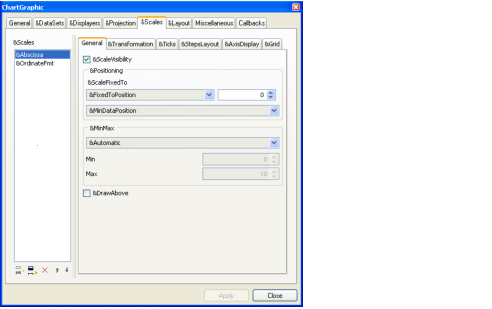 ChartGraphic
General &DataSets &Displayers &Projection &Scales &Layout Miscellaneous Callbacks
&Scales
&Abscissa
&OrdinatePmt
General &Transformation &Ticks &StepsLayout &AxisDisplay &Grid
&ScaleVisibility
&Positioning
&ScaleFixedTo
&FixedToPosition 0
&MinDataPosition
&MinMax
&Automatic
Min 0
Max 10
&DrawAbove
Apply Close